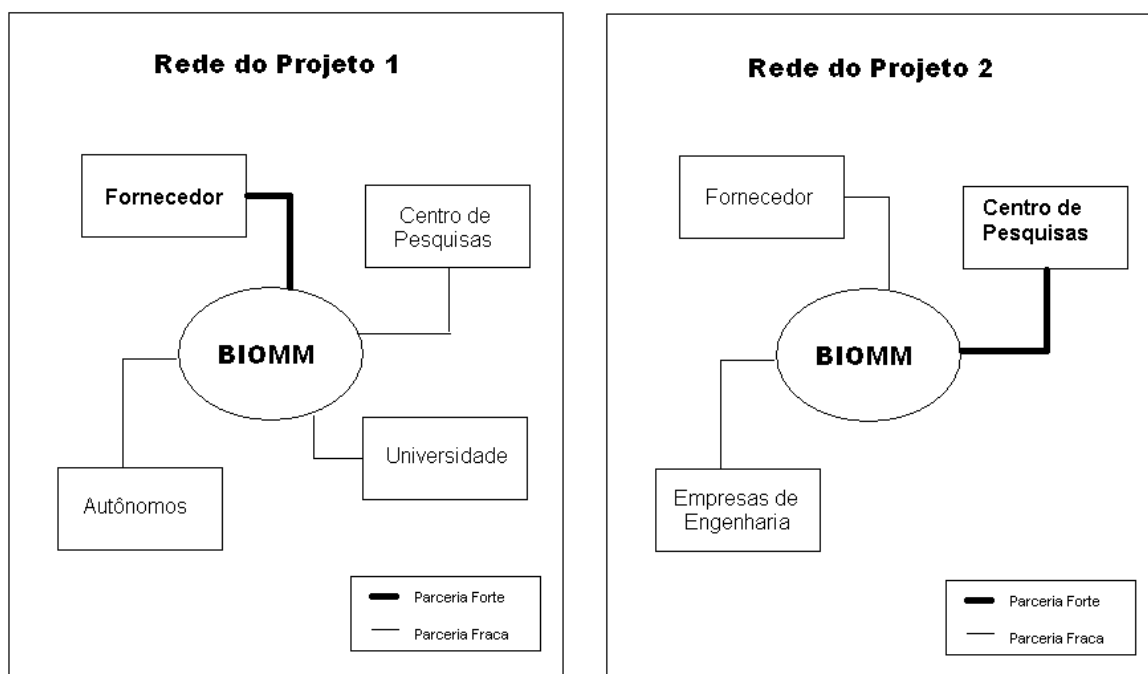 Rede do Projeto 1
Fornecedor
Centro de
Pesquisas
BIOMM
Universidade
Autônomos
Parceria Forte
Parceria Fraca
Rede do Projeto 2
Fornecedor
Centro de
Pesquisas
BIOMM
Empresas de
Engenharia
Parceria Forte
Parceria Fraca